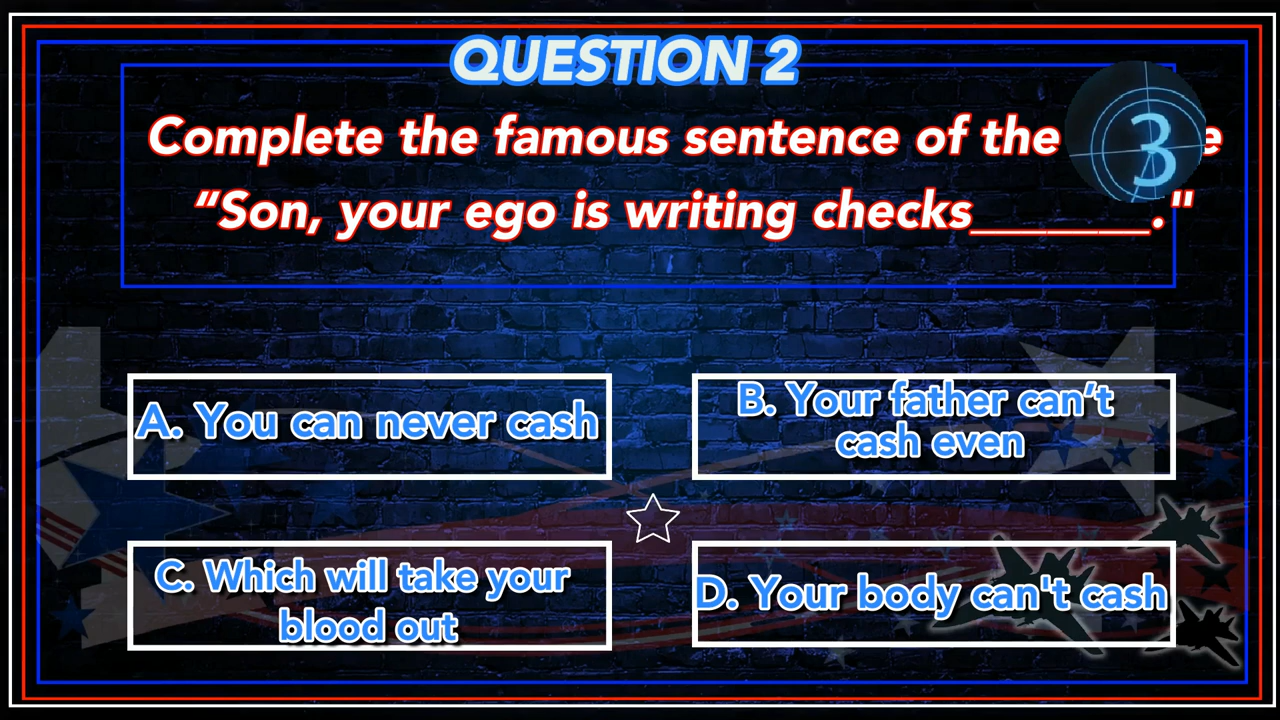 QUESTION 2
Complete the famous sentence of the
3
“Son, your ego is writing checks_______."
A. You can never cash
B. Your father can’t
cash even
C. Which will take your
blood out
D. Your body can't cash